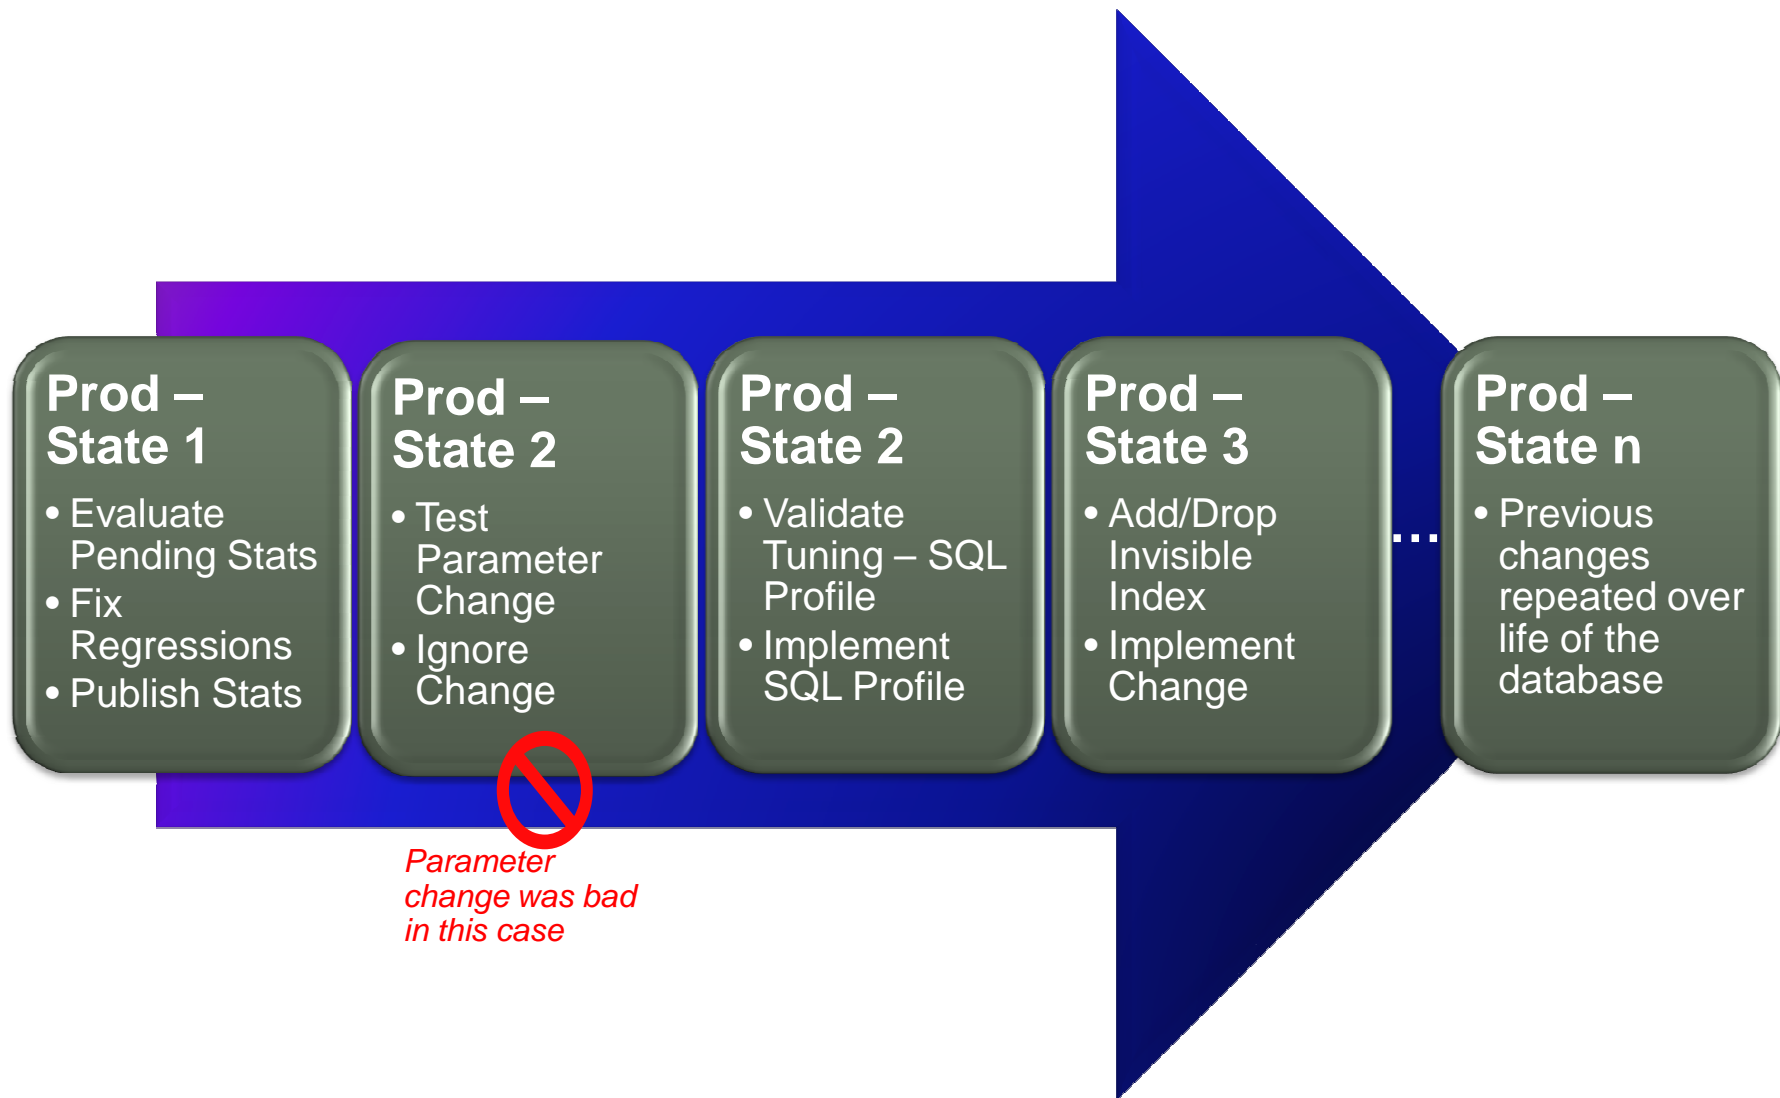 Prod –
State 1
• Evaluate
Pending Stats
• Fix
Regressions
• Publish Stats
Prod –
State 2
• Test
Parameter
Change
• Ignore
Change
Parameter
change was bad
in this case
Prod –
State 2
• Validate
Tuning – SQL
Profile
• Implement
SQL Profile
Prod –
State 3
• Add/Drop
Invisible
Index
• Implement
Change
...
Prod –
State n
• Previous
changes
repeated over
life of the
database